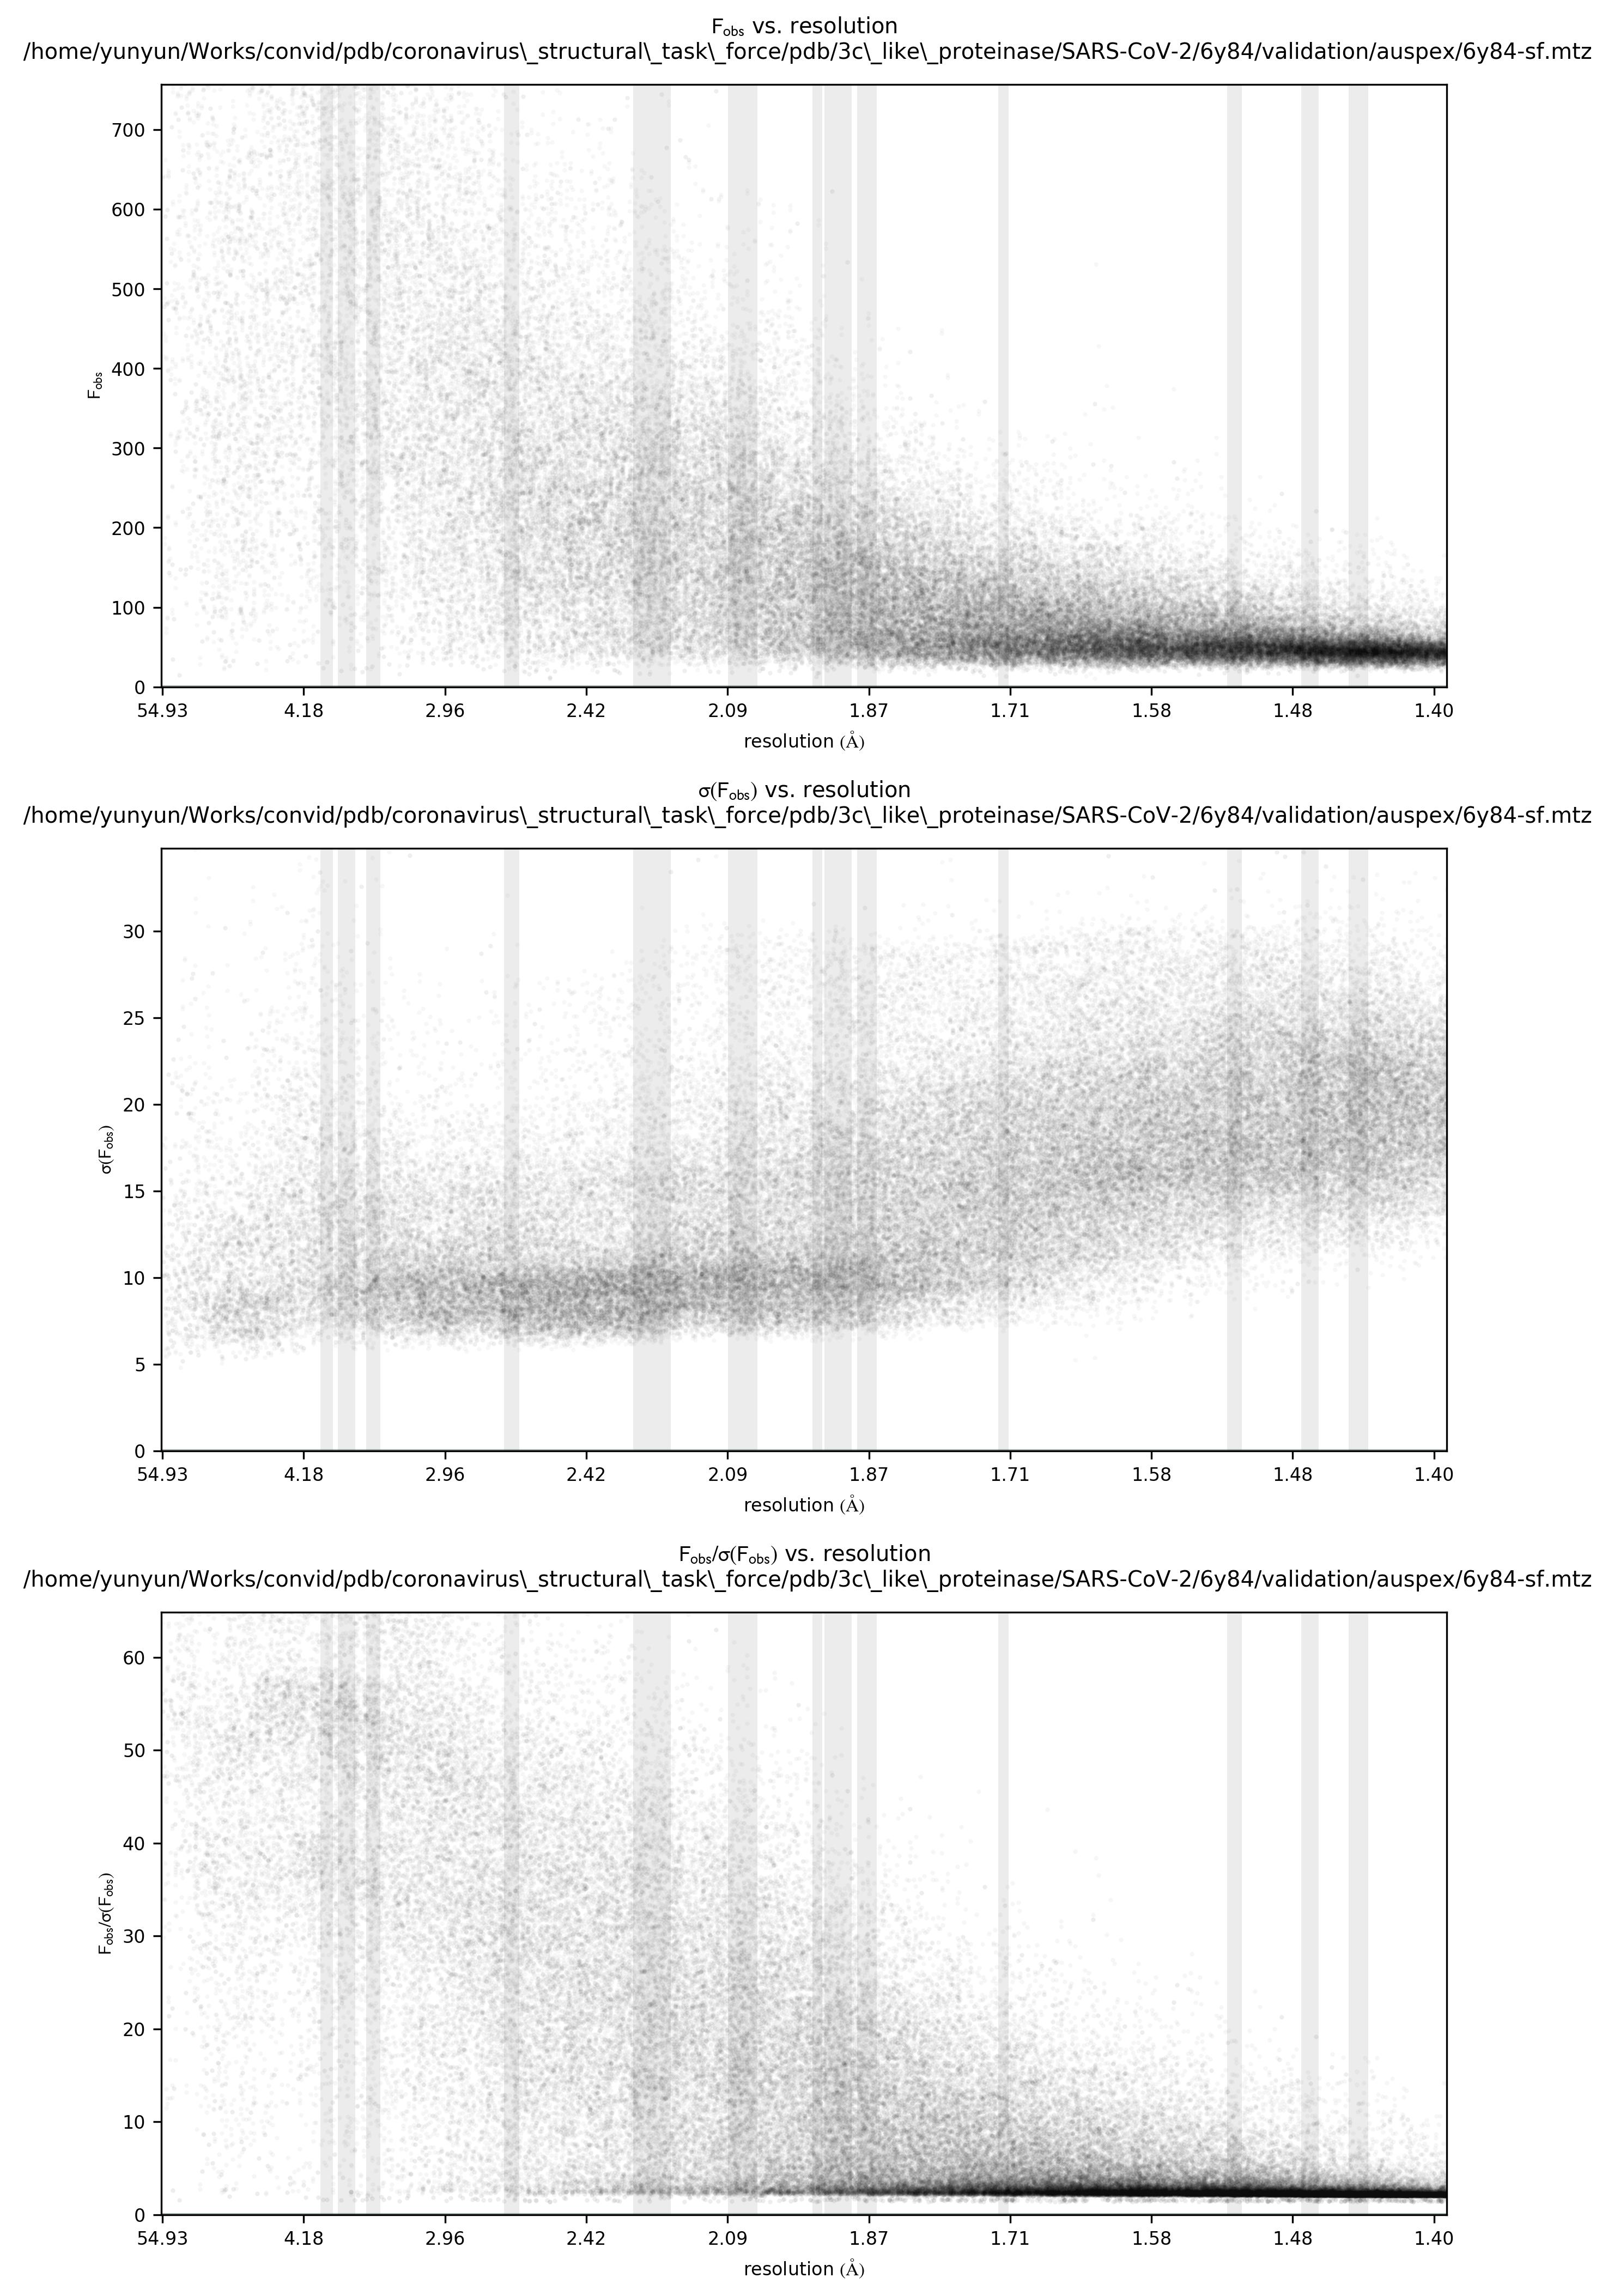 F_obs vs. resolution
/home/yunyun/Works/convid/pdb/coronavirus\_structural\_task\_force/pdb/3c\_like\_proteinase/SARS-CoV-2/6y84/validation/auspex/6y84-sf.mtz
700
600
500
400
300
200
100
0
F_obs
54.93 4.18 2.96 2.42 2.09 1.87 1.71 1.58 1.48 1.40
resolution (Å)
σ(F_obs) vs. resolution
/home/yunyun/Works/convid/pdb/coronavirus\_structural\_task\_force/pdb/3c\_like\_proteinase/SARS-CoV-2/6y84/validation/auspex/6y84-sf.mtz
30
25
20
15
10
5
0
σ(F_obs)
54.93 4.18 2.96 2.42 2.09 1.87 1.71 1.58 1.48 1.40
resolution (Å)
F_obs/σ(F_obs) vs. resolution
/home/yunyun/Works/convid/pdb/coronavirus\_structural\_task\_force/pdb/3c\_like\_proteinase/SARS-CoV-2/6y84/validation/auspex/6y84-sf.mtz
60
50
40
30
20
10
0
F_obs/σ(F_obs)
54.93 4.18 2.96 2.42 2.09 1.87 1.71 1.58 1.48 1.40
resolution (Å)